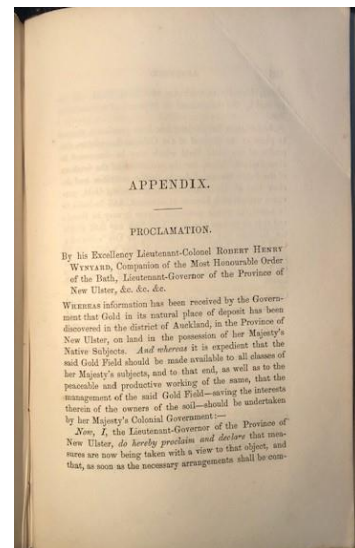 APPENDIX.
PROCLAMATION.
By his Excellency Lieutenant-Colonel ROBERT HENRY
WYNYARD, Companion of the Most Honourable Order
of the Bath, Lieutenant-Governor of the Province of
New Ulster, &c. &c. &c.
WHEREAS information has been received by the Govern-
ment that Gold in its natural place of deposit has been
discovered in the district of Auckland, in the Province of
New Ulster, on land in the possession of her Majesty's
Native Subjects. And whereas it is expedient that the
said Gold Field should be made available to all classes of
her Majesty's subjects, and to that end, as well as to the
peaceable and productive working of the same, that the
management of the said Gold Field—saving the interests
therein of the owners of the soil—should be undertaken
by her Majesty's Colonial Government:—
Now, I, the Lieutenant-Governor of the Province of
New Ulster, do hereby proclaim and declare that mea-
sures are now being taken with a view to that object, and
that, as soon as the necessary arrangements shall be com-